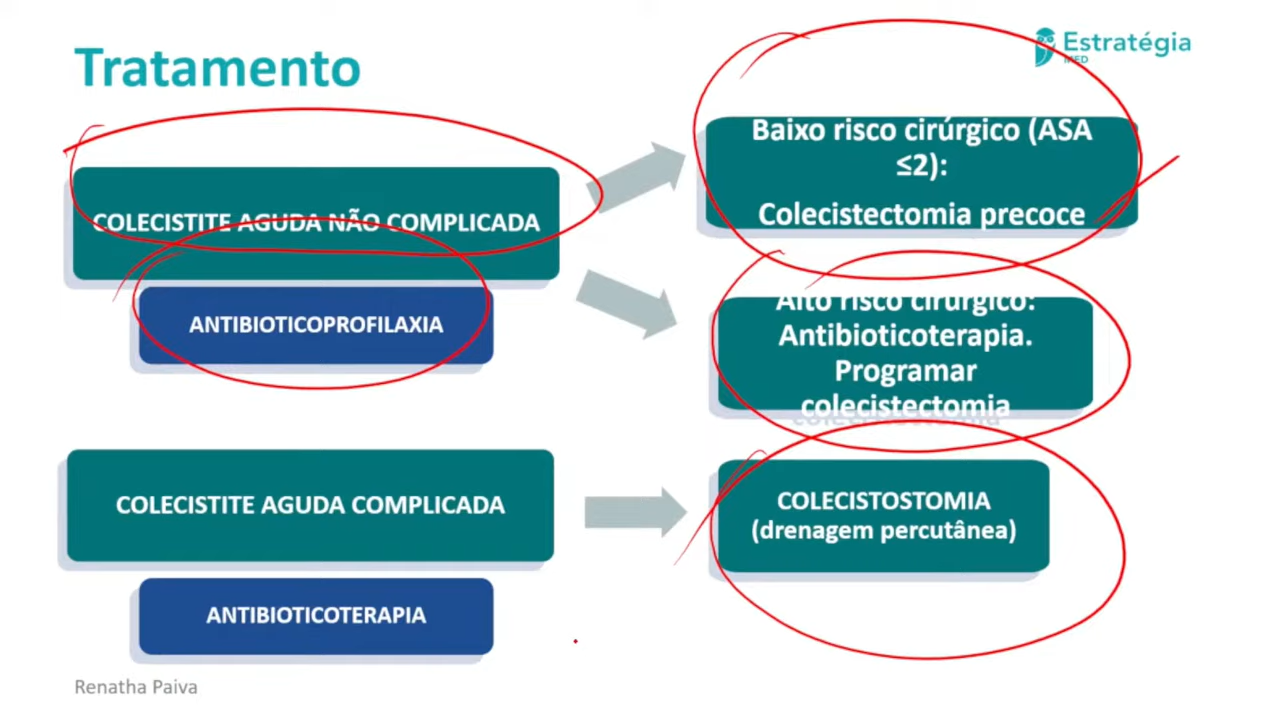 Tratamento
Estratégia
MED
COLECISTITE AGUDA NÃO COMPLICADA
ANTIBIOTICOPROFILAXIA
Baixo risco cirúrgico (ASA
≤2):
Colecistectomia precoce
Alto risco cirúrgico:
Antibioticoterapia.
Programar
colecistectomia
COLECISTITE AGUDA COMPLICADA
ANTIBIOTICOTERAPIA
COLECISTOSTOMIA
(drenagem percutânea)
Renatha Paiva